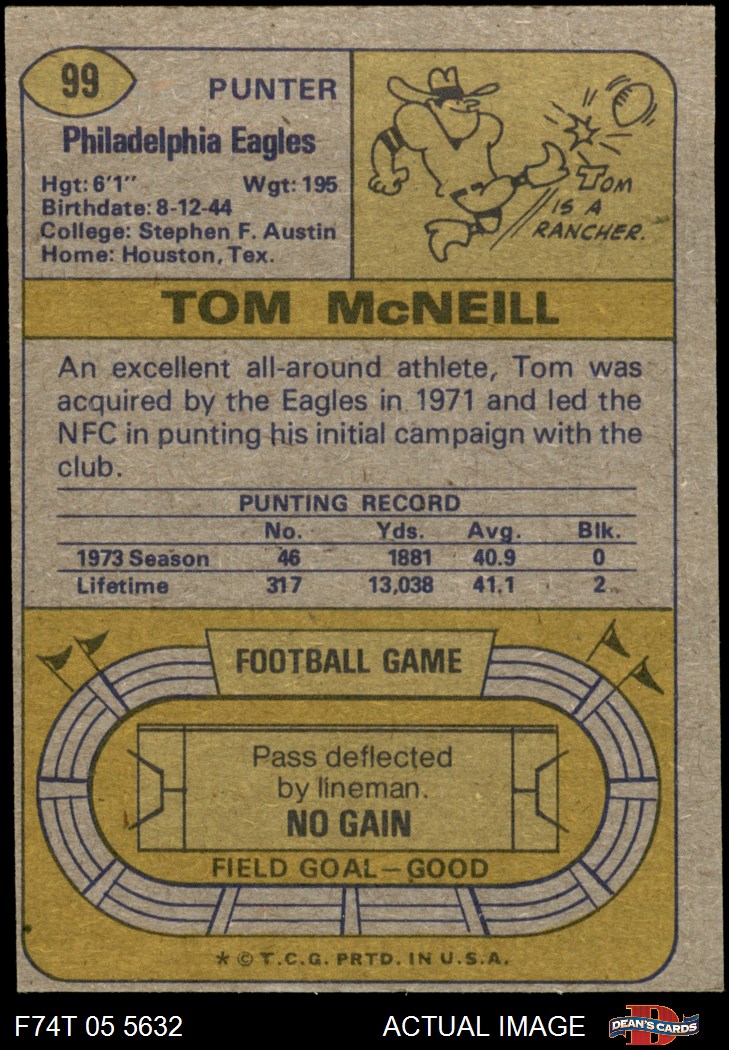 99
PUNTER
Philadelphia Eagles
Hgt: 6'1" Wgt: 195
Birthdate: 8-12-44
College: Stephen F. Austin
Home: Houston, Tex.
TOM
IS A
RANCHER.
TOM McNEILL
An excellent all-around athlete, Tom was
acquired by the Eagles in 1971 and led the
NFC in punting his initial campaign with the
club.
PUNTING RECORD
No. Yds. Avg. Blk.
1973 Season 46 1881 40.9 0
Lifetime 317 13,038 41.1 2
FOOTBALL GAME
Pass deflected
by lineman.
NO GAIN
FIELD GOAL—GOOD
* © T.C.G. PRTD. IN U.S.A.
F74T 05 5632 ACTUAL IMAGE D DEAN'S CARDS